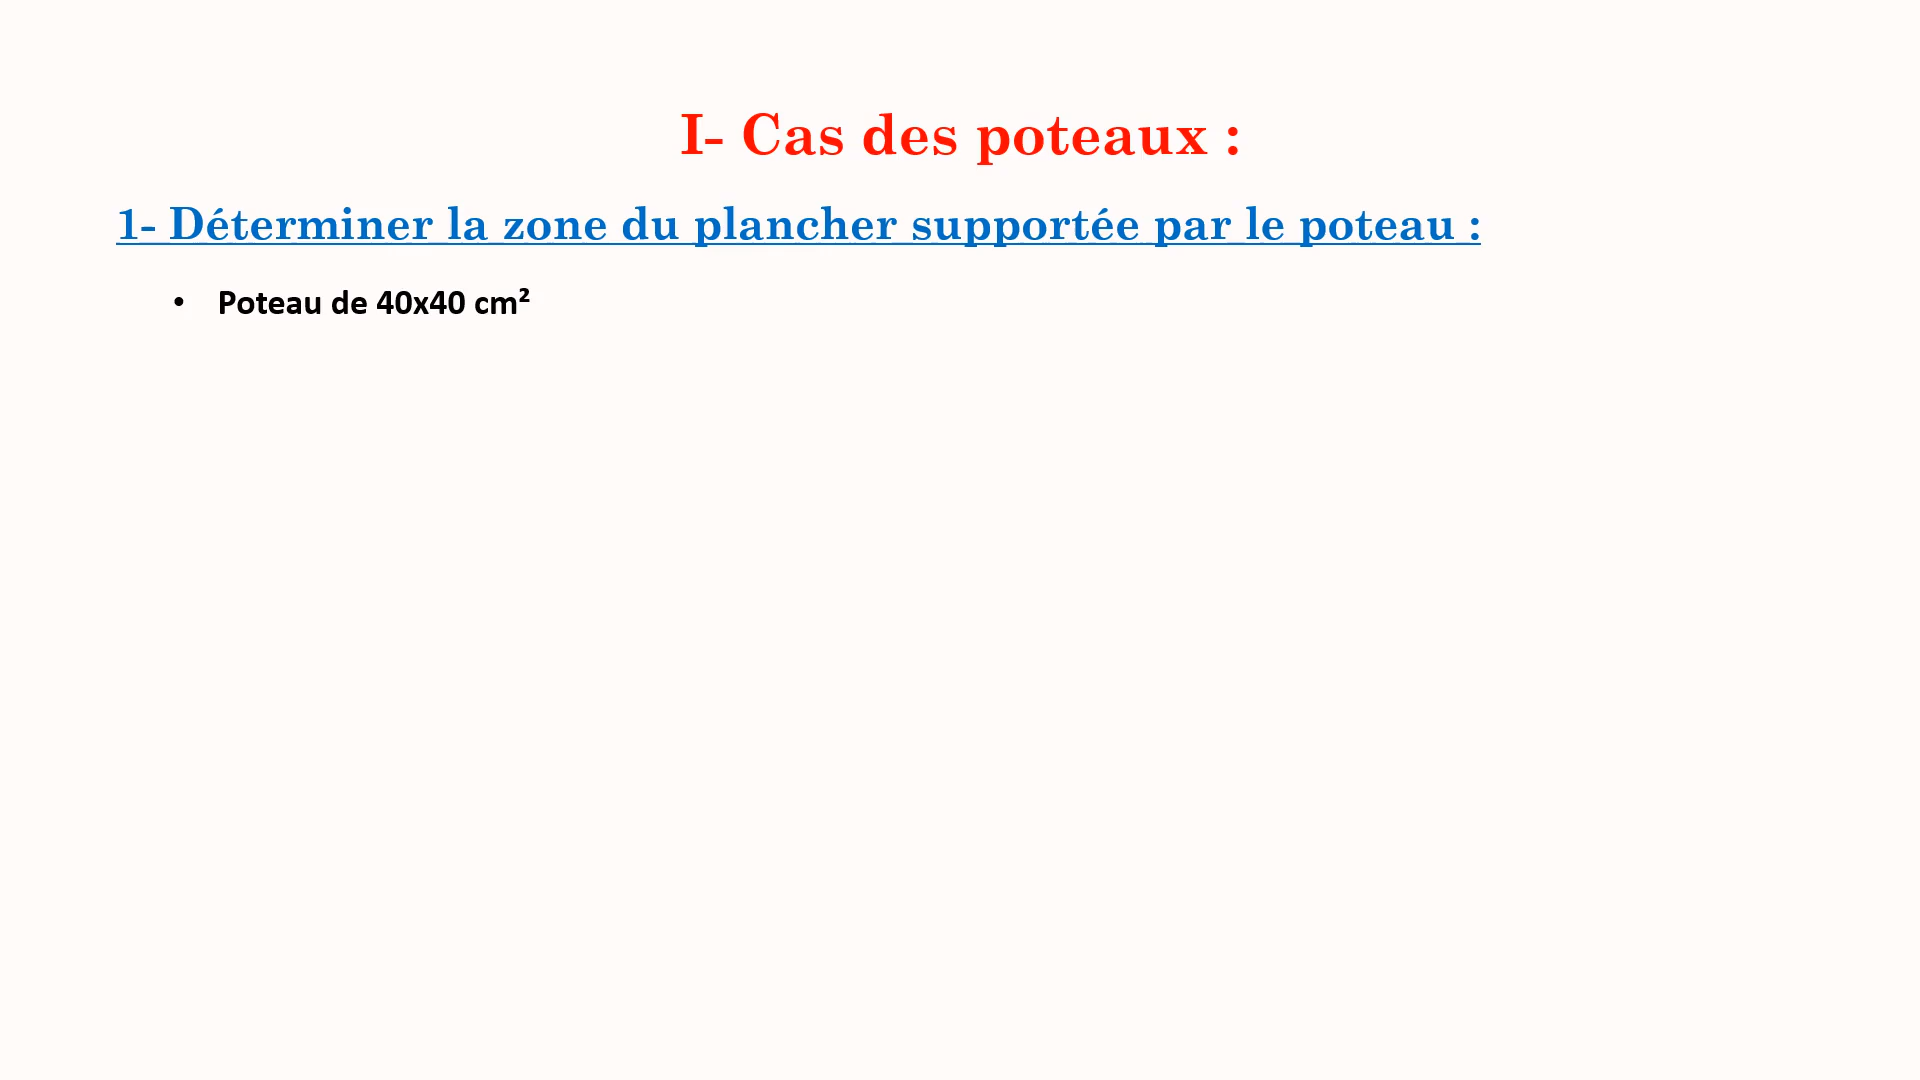 I- Cas des poteaux :
1- Déterminer la zone du plancher supportée par le poteau :
• Poteau de 40x40 cm²